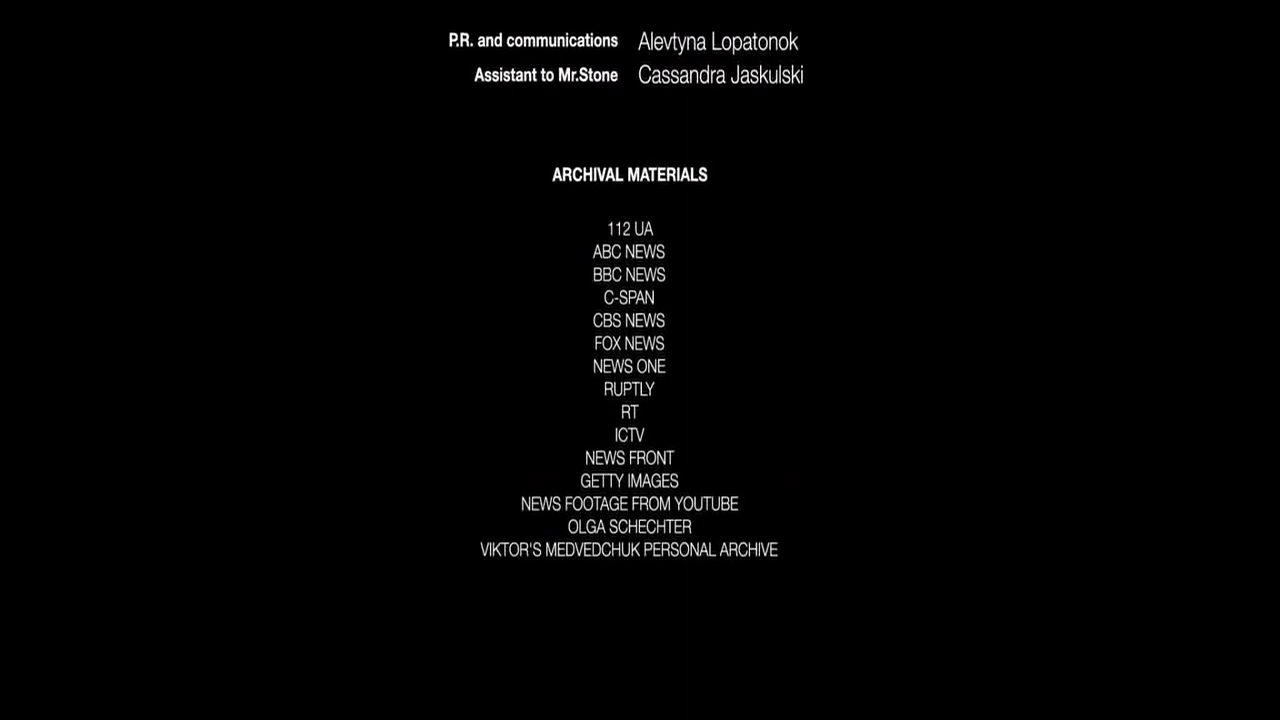 P.R. and communications Alevtyna Lopatonok
Assistant to Mr.Stone Cassandra Jaskulski
ARCHIVAL MATERIALS
112 UA
ABC NEWS
BBC NEWS
C-SPAN
CBS NEWS
FOX NEWS
NEWS ONE
RUPTLY
RT
ICTV
NEWS FRONT
GETTY IMAGES
NEWS FOOTAGE FROM YOUTUBE
OLGA SCHECHTER
VIKTOR'S MEDVEDCHUK PERSONAL ARCHIVE